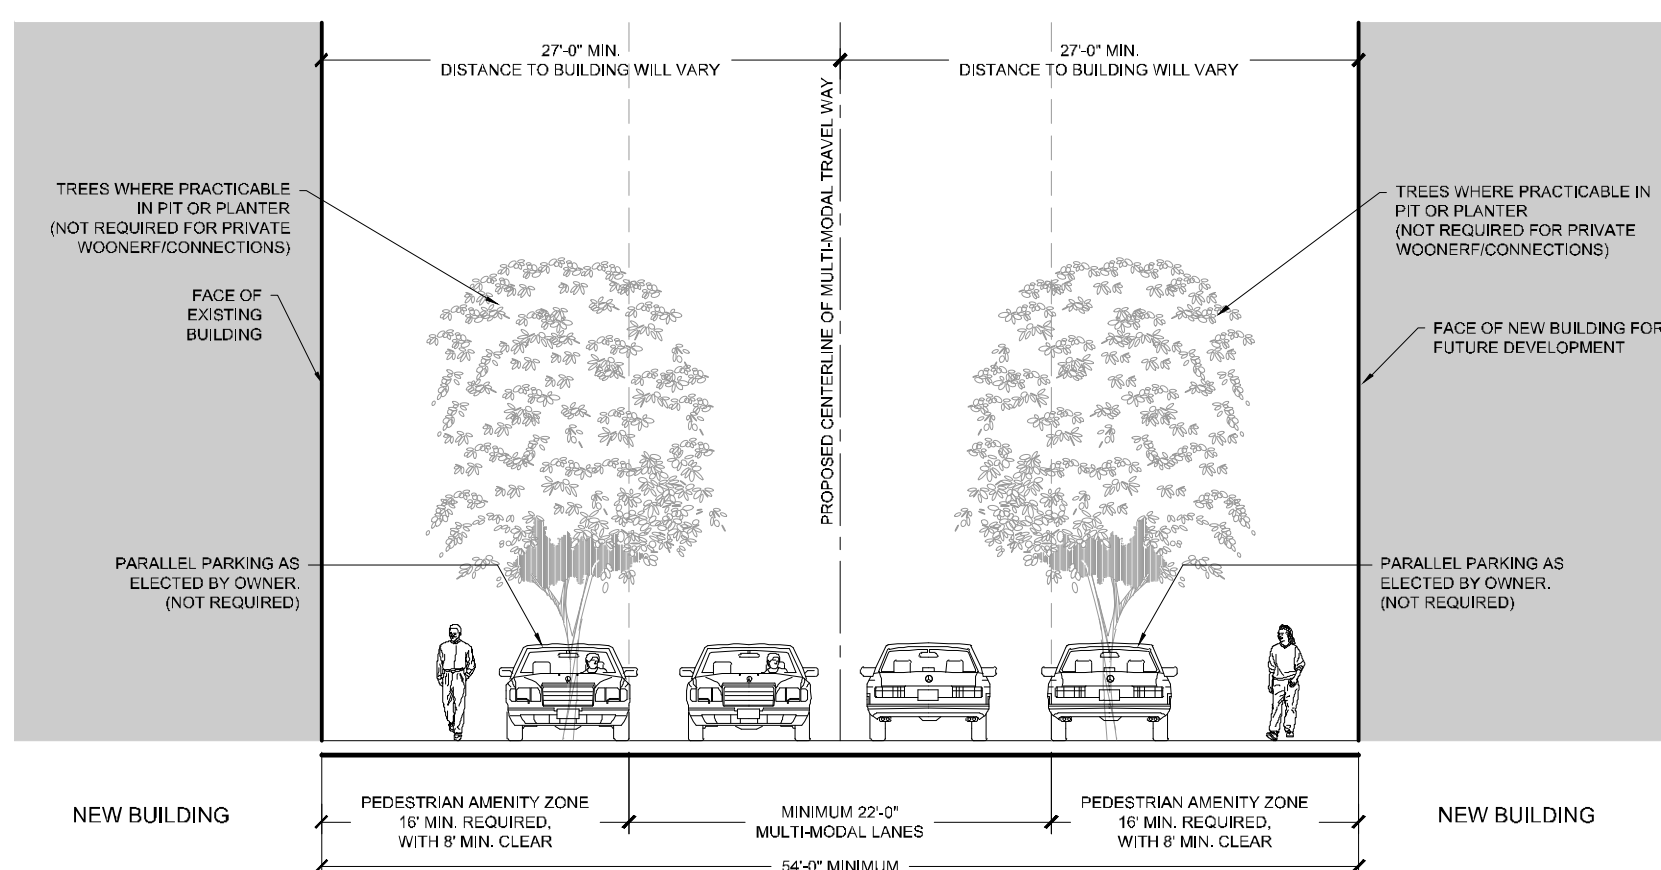 27'-0" MIN.
DISTANCE TO BUILDING WILL VARY
27'-0" MIN.
DISTANCE TO BUILDING WILL VARY
PROPOSED CENTERLINE OF MULTI-MODAL TRAVEL WAY
TREES WHERE PRACTICABLE
IN PIT OR PLANTER
(NOT REQUIRED FOR PRIVATE
WOONERF/CONNECTIONS)
TREES WHERE PRACTICABLE IN
PIT OR PLANTER
(NOT REQUIRED FOR PRIVATE
WOONERF/CONNECTIONS)
FACE OF
EXISTING
BUILDING
FACE OF NEW BUILDING FOR
FUTURE DEVELOPMENT
PARALLEL PARKING AS
ELECTED BY OWNER.
(NOT REQUIRED)
PARALLEL PARKING AS
ELECTED BY OWNER.
(NOT REQUIRED)
NEW BUILDING
PEDESTRIAN AMENITY ZONE
16' MIN. REQUIRED,
WITH 8' MIN. CLEAR
MINIMUM 22'-0"
MULTI-MODAL LANES
PEDESTRIAN AMENITY ZONE
16' MIN. REQUIRED,
WITH 8' MIN. CLEAR
NEW BUILDING
54'-0" MINIMUM